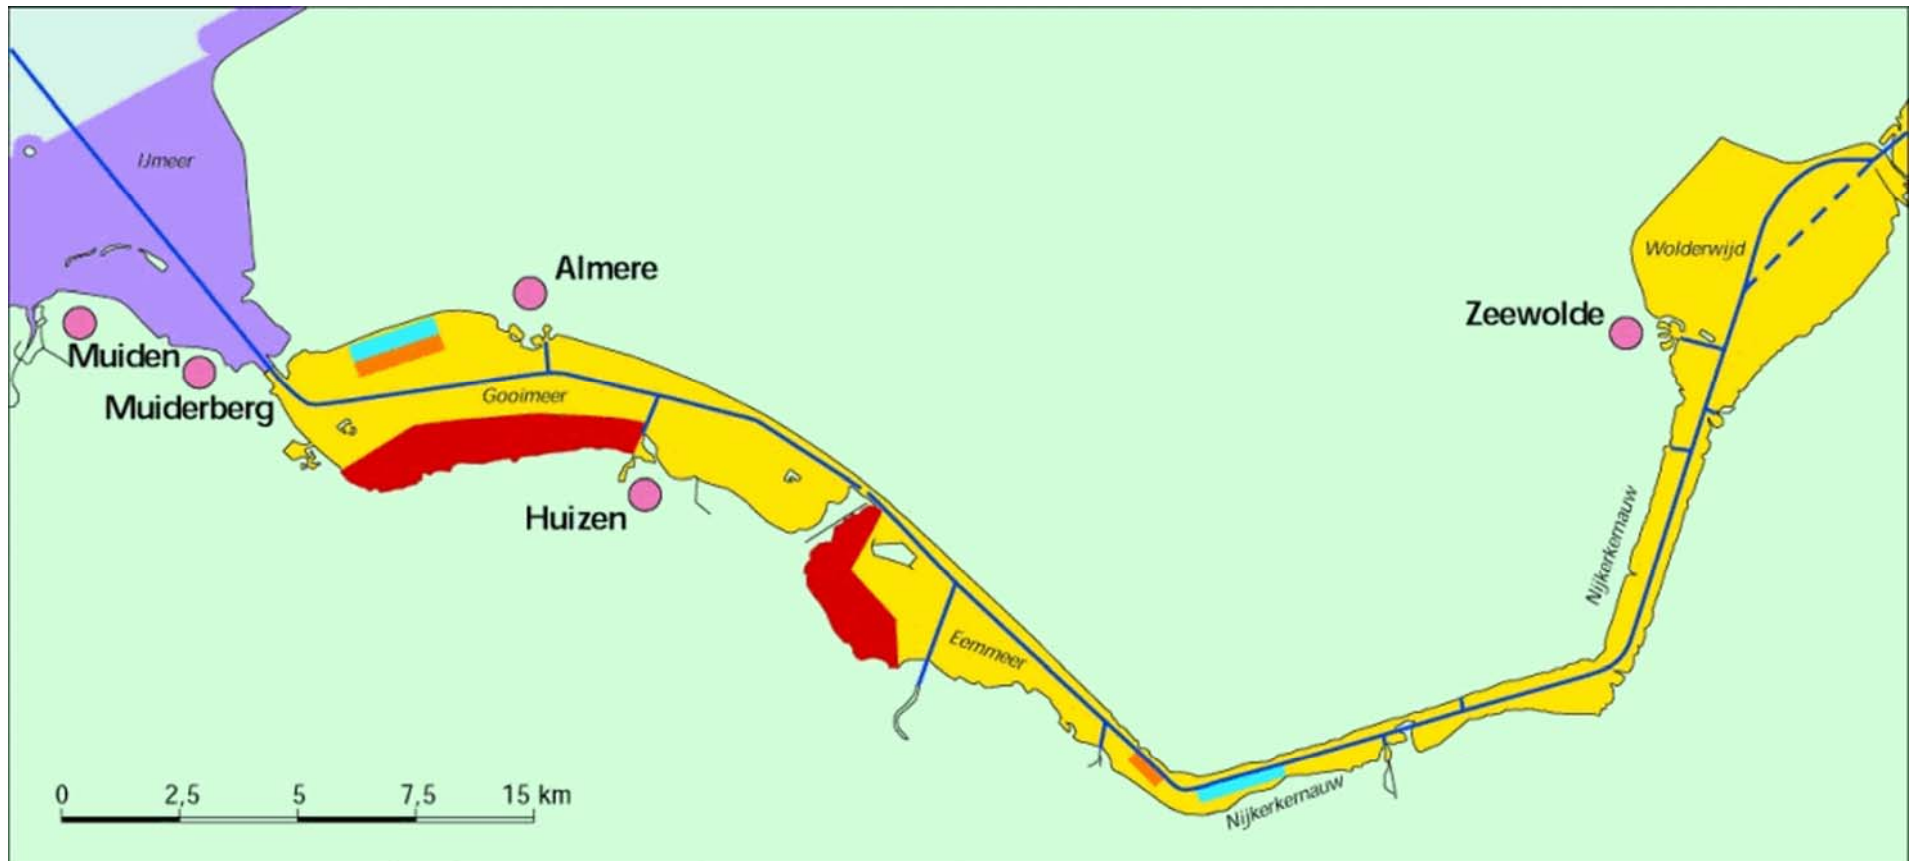 IJmeer
Almere
Wolderwijd
Zeewolde
Muiden
Muiderberg
Gooimeer
Huizen
Nijkerkernauw
Eemmeer
Nijkerkernauw
0 2,5 5 7,5 15 km